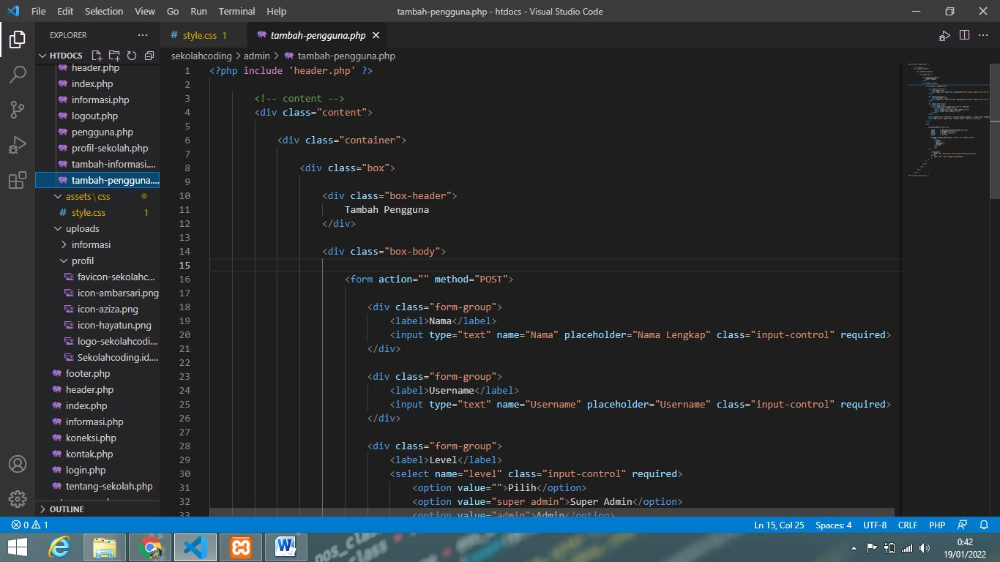 File Edit Selection View Go Run Terminal Help tambah-pengguna.php - htdocs - Visual Studio Code
EXPLORER ···
# style.css 1 tambah-pengguna.php
HTDOCS
sekolahcoding > admin > tambah-pengguna.php
header.php
index.php
informasi.php
logout.php
pengguna.php
profil-sekolah.php
tambah-informasi....
tambah-pengguna....
assets\css
# style.css 1
uploads
informasi
profil
favicon-sekolahc...
icon-ambarsari.png
icon-aziza.png
icon-hayatun.png
logo-sekolahcodi...
Sekolahcoding.id....
footer.php
header.php
index.php
informasi.php
koneksi.php
kontak.php
login.php
tentang-sekolah.php
OUTLINE
1 <?php include 'header.php' ?>
2
3 <!-- content -->
4 <div class="content">
5
6 <div class="container">
7
8 <div class="box">
9
10 <div class="box-header">
11 Tambah Pengguna
12 </div>
13
14 <div class="box-body">
15
16 <form action="" method="POST">
17
18 <div class="form-group">
19 <label>Nama</label>
20 <input type="text" name="Nama" placeholder="Nama Lengkap" class="input-control" required>
21 </div>
22
23 <div class="form-group">
24 <label>Username</label>
25 <input type="text" name="Username" placeholder="Username" class="input-control" required>
26 </div>
27
28 <div class="form-group">
29 <label>Level</label>
30 <select name="level" class="input-control" required>
31 <option value="">Pilih</option>
32 <option value="super admin">Super Admin</option>
33 <option value="admin">Admin</option>
0 1 Ln 15, Col 25 Spaces: 4 UTF-8 CRLF PHP
0:42
19/01/2022